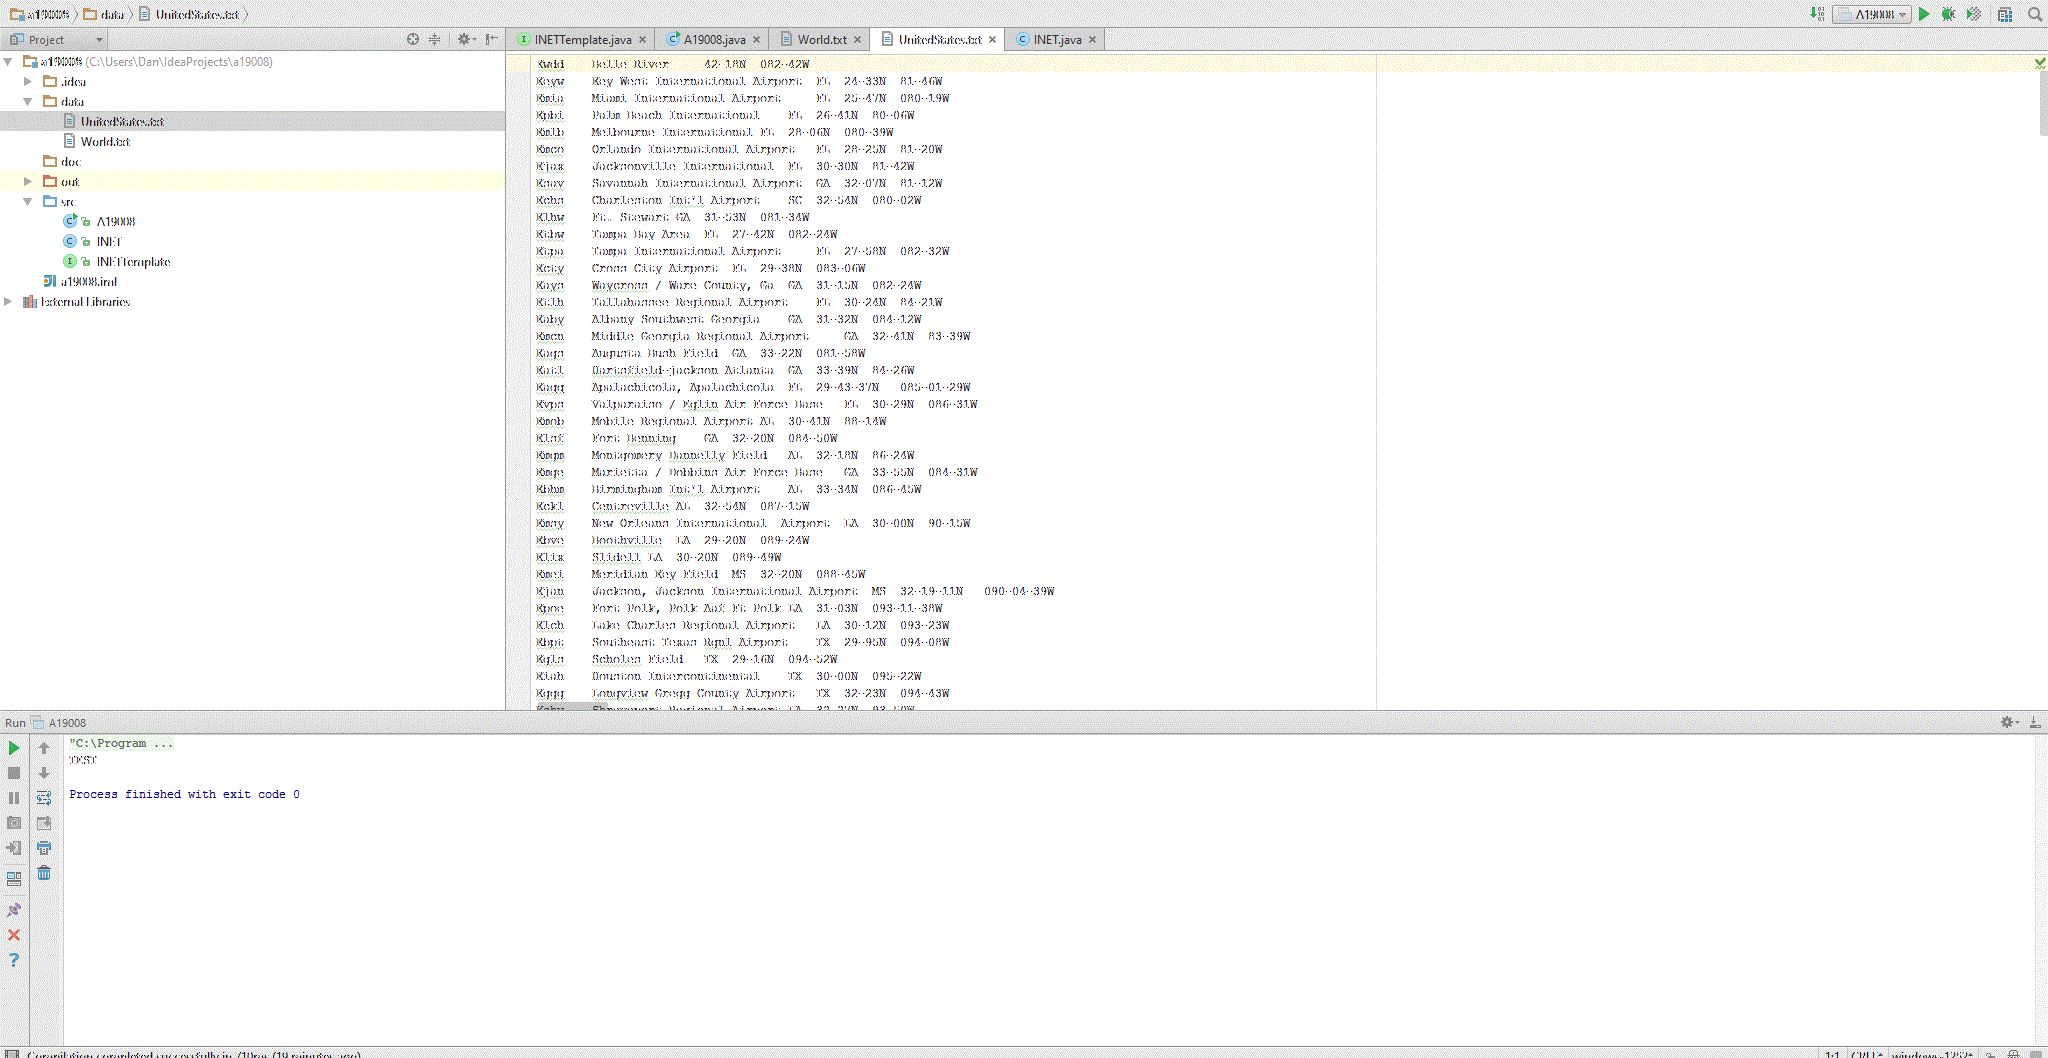 a19008 data UnitedStates.txt
A19008
Project
INETTemplate.java A19008.java World.txt UnitedStates.txt INET.java
a19008 (C:\Users\Dan\IdeaProjects\a19008)
.idea
data
UnitedStates.txt
World.txt
doc
out
src
A19008
INET
INETTemplate
a19008.iml
External Libraries
Kwdd Belle River 42-18N 082-42W
Keyw Key West International Airport FL 24-33N 81-46W
Kmia Miami International Airport FL 25-47N 080-19W
Kpbi Palm Beach International FL 26-41N 80-06W
Kmlb Melbourne International FL 28-06N 080-39W
Kmco Orlando International Airport FL 28-25N 81-20W
Kjax Jacksonville International FL 30-30N 81-42W
Ksav Savannah International Airport GA 32-07N 81-12W
Kchs Charleston Int'l Airport SC 32-54N 080-02W
Klhw Ft. Stewart GA 31-53N 081-34W
Ktbw Tampa Bay Area FL 27-42N 082-24W
Ktpa Tampa International Airport FL 27-58N 082-32W
Kcty Cross City Airport FL 29-38N 083-06W
Kays Waycross / Ware County, Ga GA 31-15N 082-24W
Ktlh Tallahassee Regional Airport FL 30-24N 84-21W
Kaby Albany Southwest Georgia GA 31-32N 084-12W
Kmcn Middle Georgia Regional Airport GA 32-41N 83-39W
Kags Augusta Bush Field GA 33-22N 081-58W
Katl Hartsfield-jackson Atlanta GA 33-39N 84-26W
Kaqq Apalachicola, Apalachicola FL 29-43-37N 085-01-29W
Kvps Valparaiso / Eglin Air Force Base FL 30-29N 086-31W
Kmob Mobile Regional Airport AL 30-41N 88-14W
Klsf Fort Benning GA 32-20N 084-50W
Kmgm Montgomery Dannelly Field AL 32-18N 86-24W
Kmge Marietta / Dobbins Air Force Base GA 33-55N 084-31W
Kbhm Birmingham Int'l Airport AL 33-34N 086-45W
Kckl Centreville AL 32-54N 087-15W
Kmsy New Orleans International Airport LA 30-00N 90-15W
Kbve Boothville LA 29-20N 089-24W
Klix Slidell LA 30-20N 089-49W
Kmei Meridian Key Field MS 32-20N 088-45W
Kjan Jackson, Jackson International Airport MS 32-19-11N 090-04-39W
Kpoe Fort Polk, Polk Aaf Ft Polk LA 31-03N 093-11-38W
Klch Lake Charles Regional Airport LA 30-12N 093-23W
Kbpt Southeast Texas Rgnl Airport TX 29-95N 094-08W
Kgls Scholes Field TX 29-16N 094-52W
Kiah Houston Intercontinental TX 30-00N 095-22W
Kggg Longview Gregg County Airport TX 32-23N 094-43W
Kshv Shreveport Regional Airport LA 32-27N 93-50W
Run A19008
"C:\Program ...
TEST
Process finished with exit code 0
Compilation completed successfully in 710ms (19 minutes ago)
1:1 CRLF windows-1252